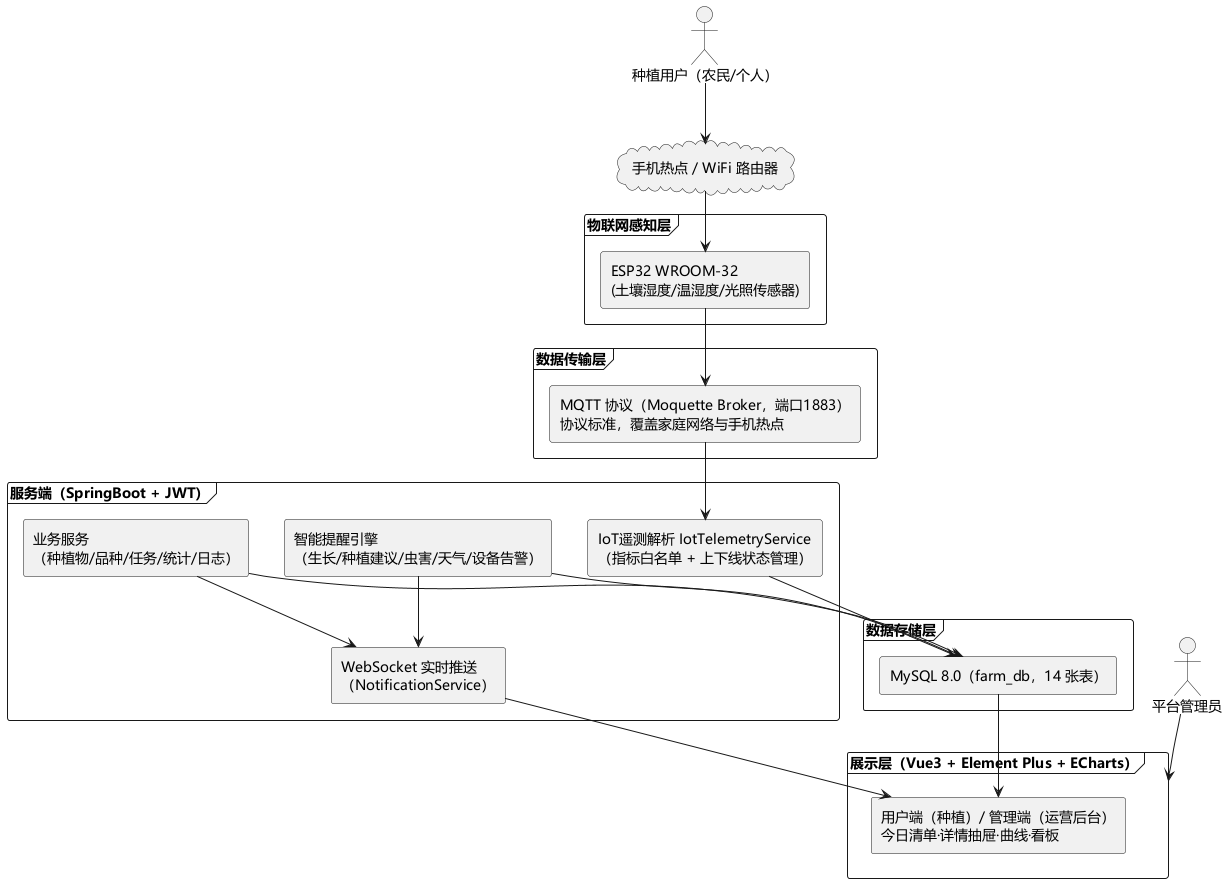 种植用户（农民/个人）
手机热点 / WiFi 路由器
物联网感知层
ESP32 WROOM-32
(土壤湿度/温湿度/光照传感器)
数据传输层
MQTT 协议（Moquette Broker，端口1883）
协议标准，覆盖家庭网络与手机热点
服务端（SpringBoot + JWT）
业务服务
（种植物/品种/任务/统计/日志）
智能提醒引擎
（生长/种植建议/虫害/天气/设备告警）
IoT遥测解析 IotTelemetryService
（指标白名单 + 上下线状态管理）
WebSocket 实时推送
（NotificationService）
数据存储层
MySQL 8.0（farm_db，14 张表）
平台管理员
展示层（Vue3 + Element Plus + ECharts）
用户端（种植）/ 管理端（运营后台）
今日清单·详情抽屉·曲线·看板